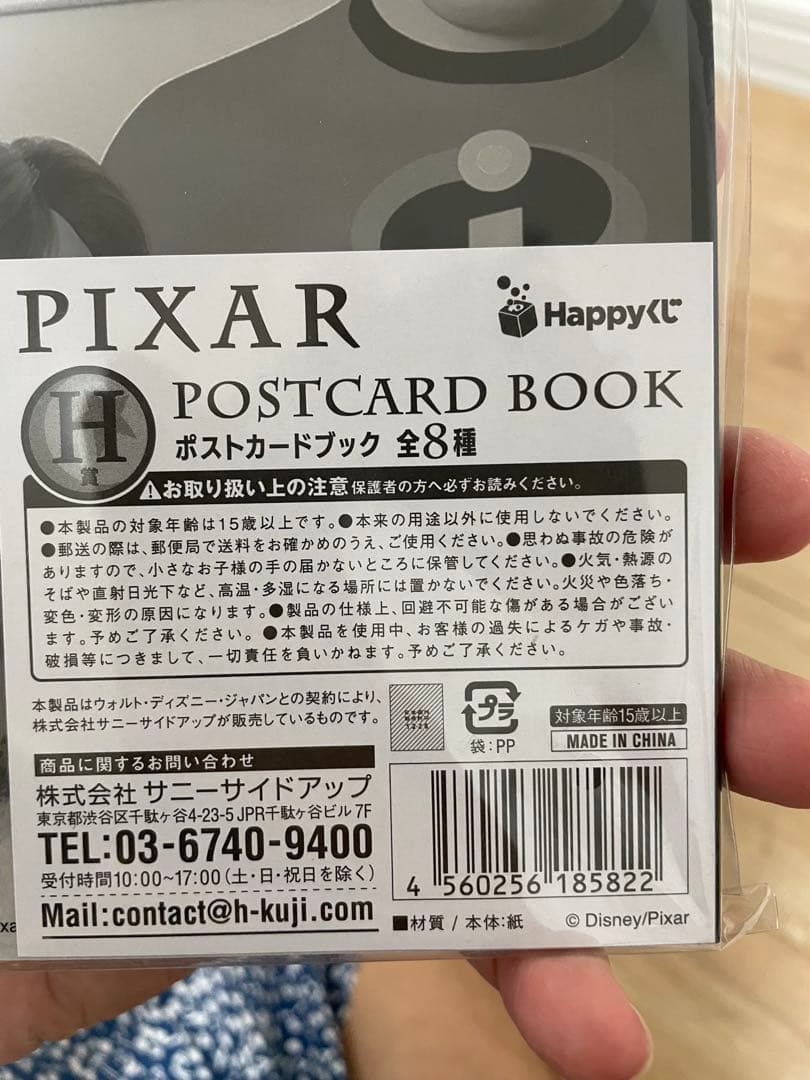 PIXAR
Happyくじ
H賞
POSTCARD BOOK
ポストカードブック 全8種
お取り扱い上の注意 保護者の方へ必ずお読みください。
●本製品の対象年齢は15歳以上です。●本来の用途以外に使用しないでください。
●郵送の際は、郵便局で送料をお確かめのうえ、ご使用ください。●思わぬ事故の危険が
ありますので、小さなお子様の手の届かないところに保管してください。●火気・熱源の
そばや直射日光下など、高温・多湿になる場所には置かないでください。火災や色落ち・
変色・変形の原因になります。●製品の仕様上、回避不可能な傷がある場合がござい
ます。予めご了承ください。 ●本製品を使用中、お客様の過失によるケガや事故・
破損等につきまして、一切責任を負いかねます。予めご了承ください。
本製品はウォルト・ディズニー・ジャパンとの契約により、
株式会社サニーサイドアップが販売しているものです。
プラ
袋:PP
対象年齢15歳以上
MADE IN CHINA
商品に関するお問い合わせ
株式会社 サニーサイドアップ
東京都渋谷区千駄ヶ谷4-23-5 JPR千駄ヶ谷ビル 7F
TEL:03-6740-9400
受付時間10:00~17:00(土・日・祝日を除く)
Mail:contact@h-kuji.com
4 560256 185822
■材質 / 本体:紙
© Disney/Pixar